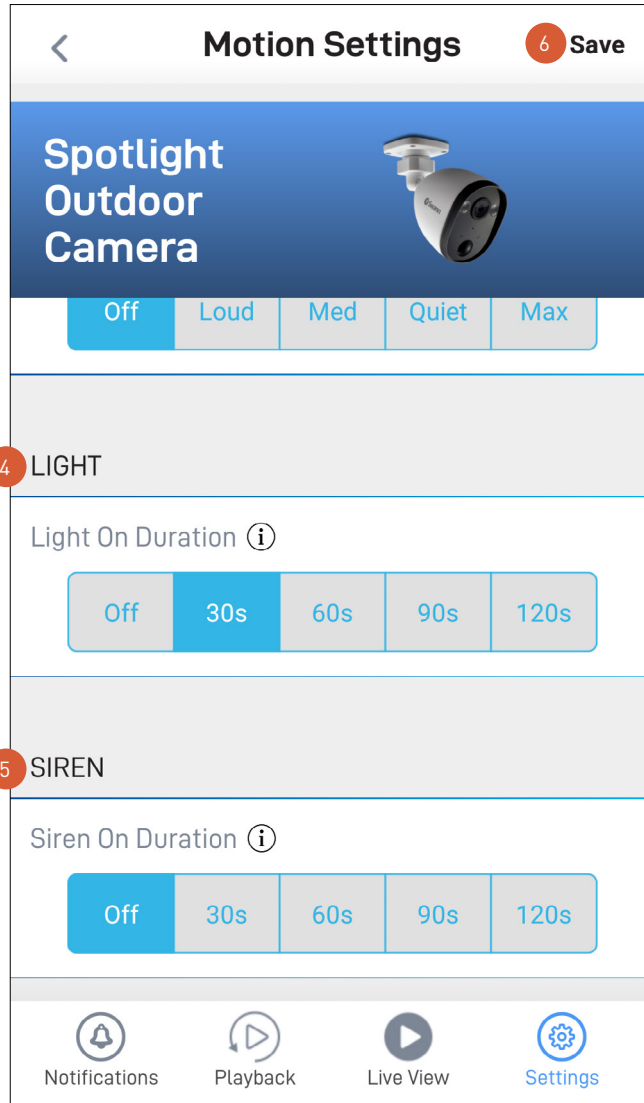 Motion Settings
6 Save
Spotlight
Outdoor
Camera
Off Loud Med Quiet Max
4 LIGHT
Light On Duration i
Off 30s 60s 90s 120s
5 SIREN
Siren On Duration i
Off 30s 60s 90s 120s
Notifications Playback Live View Settings